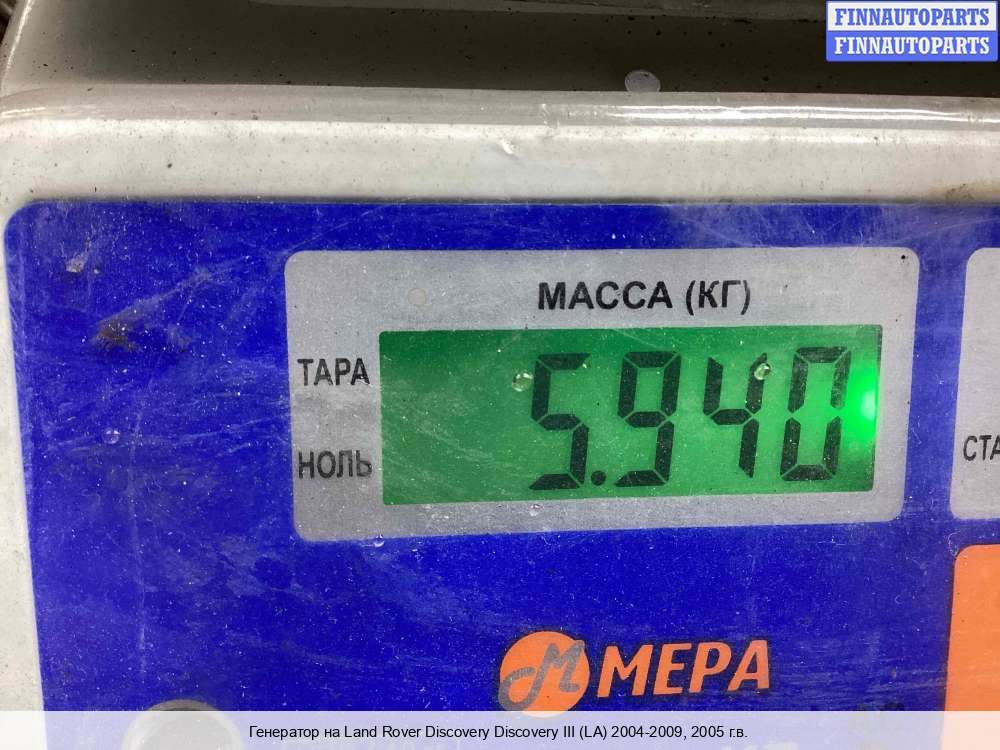 FINNAUTOPARTS
FINNAUTOPARTS
МАССА (КГ)
ТАРА
5.940
НОЛЬ
МЕРА
Генератор на Land Rover Discovery Discovery III (LA) 2004-2009, 2005 г.в.